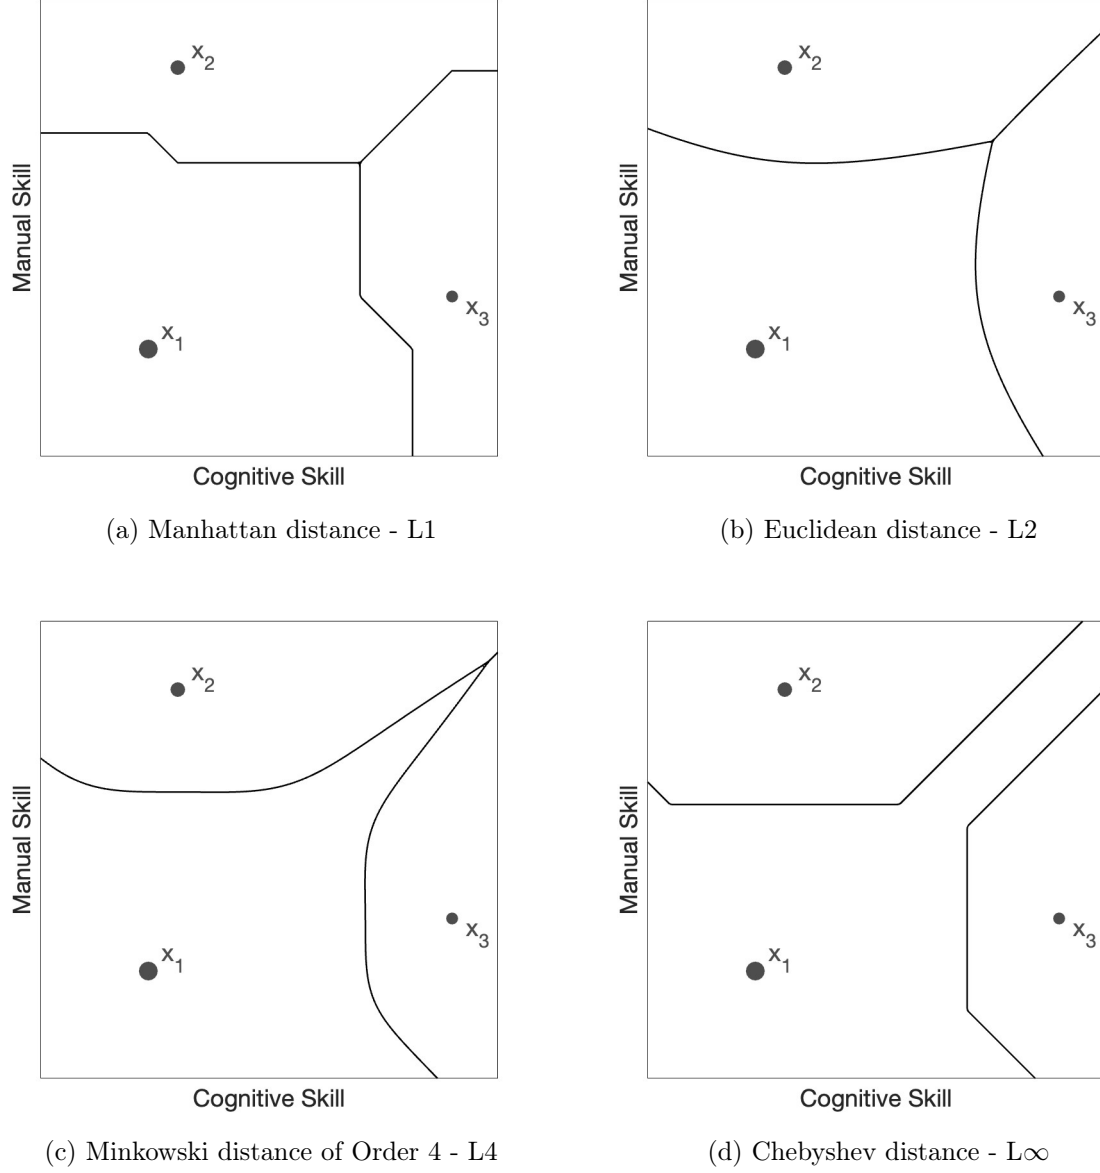 x2
x2
Manual Skill
Manual Skill
x3
x3
x1
x1
Cognitive Skill
Cognitive Skill
(a) Manhattan distance - L1
(b) Euclidean distance - L2
x2
x2
Manual Skill
Manual Skill
x3
x3
x1
x1
Cognitive Skill
Cognitive Skill
(c) Minkowski distance of Order 4 - L4
(d) Chebyshev distance - L∞